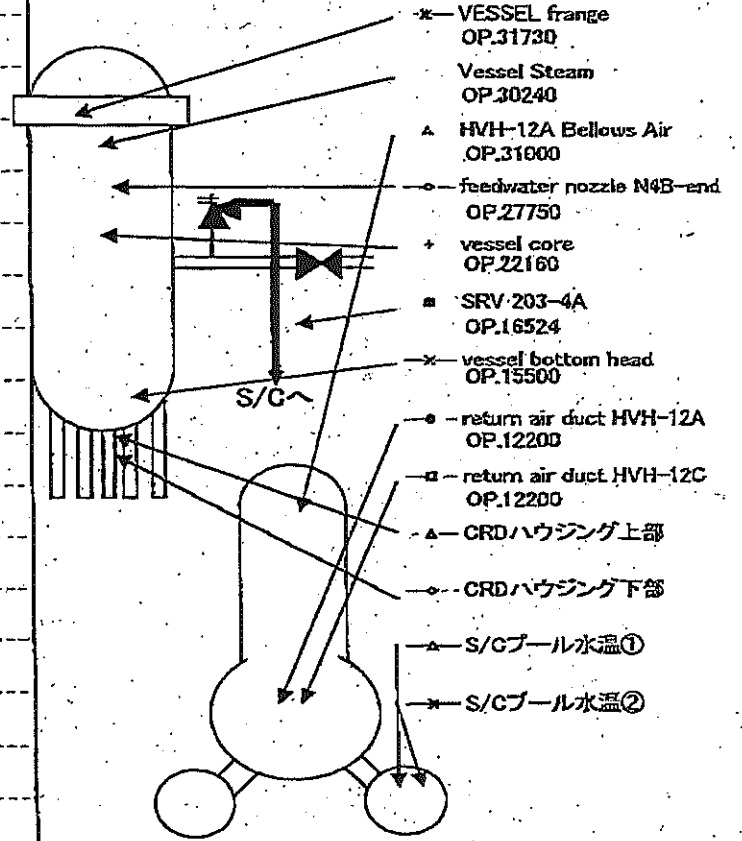 VESSEL frange
OP.31730
Vessel Steam
OP.30240
HVH-12A Bellows Air
OP.31000
feedwater nozzle N4B-end
OP.27750
vessel core
OP.22160
SRV 203-4A
OP.16524
vessel bottom head
OP.15500
S/Cへ
return air duct HVH-12A
OP.12200
return air duct HVH-12C
OP.12200
CRDハウジング上部
CRDハウジング下部
S/Cプール水温①
S/Cプール水温②